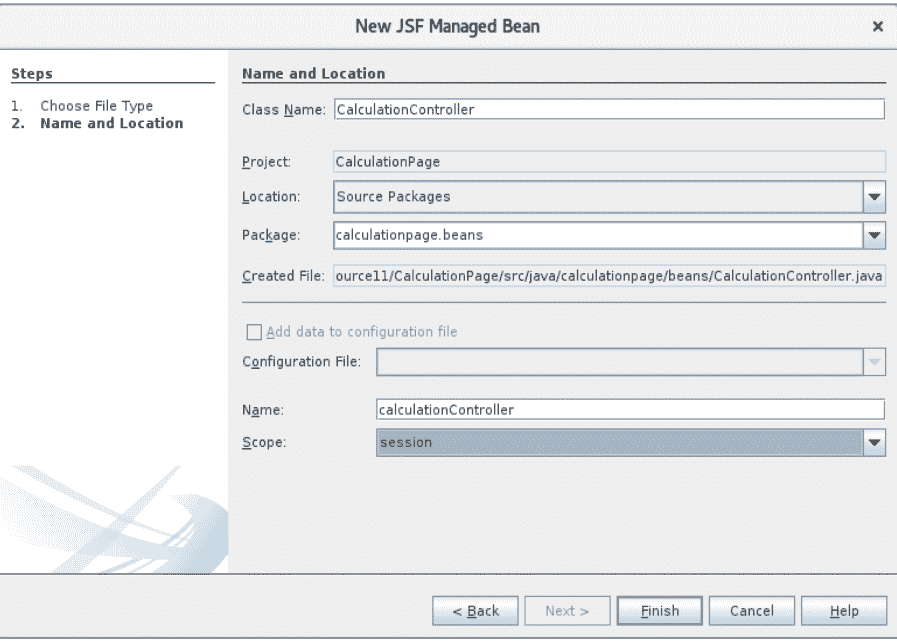 New JSF Managed Bean
Steps
1. Choose File Type
2. Name and Location
Name and Location
Class Name: CalculationController
Project: CalculationPage
Location: Source Packages
Package: calculationpage.beans
Created File: ource11/CalculationPage/src/java/calculationpage/beans/CalculationController.java
Add data to configuration file
Configuration File:
Name: calculationController
Scope: session
< Back Next > Finish Cancel Help